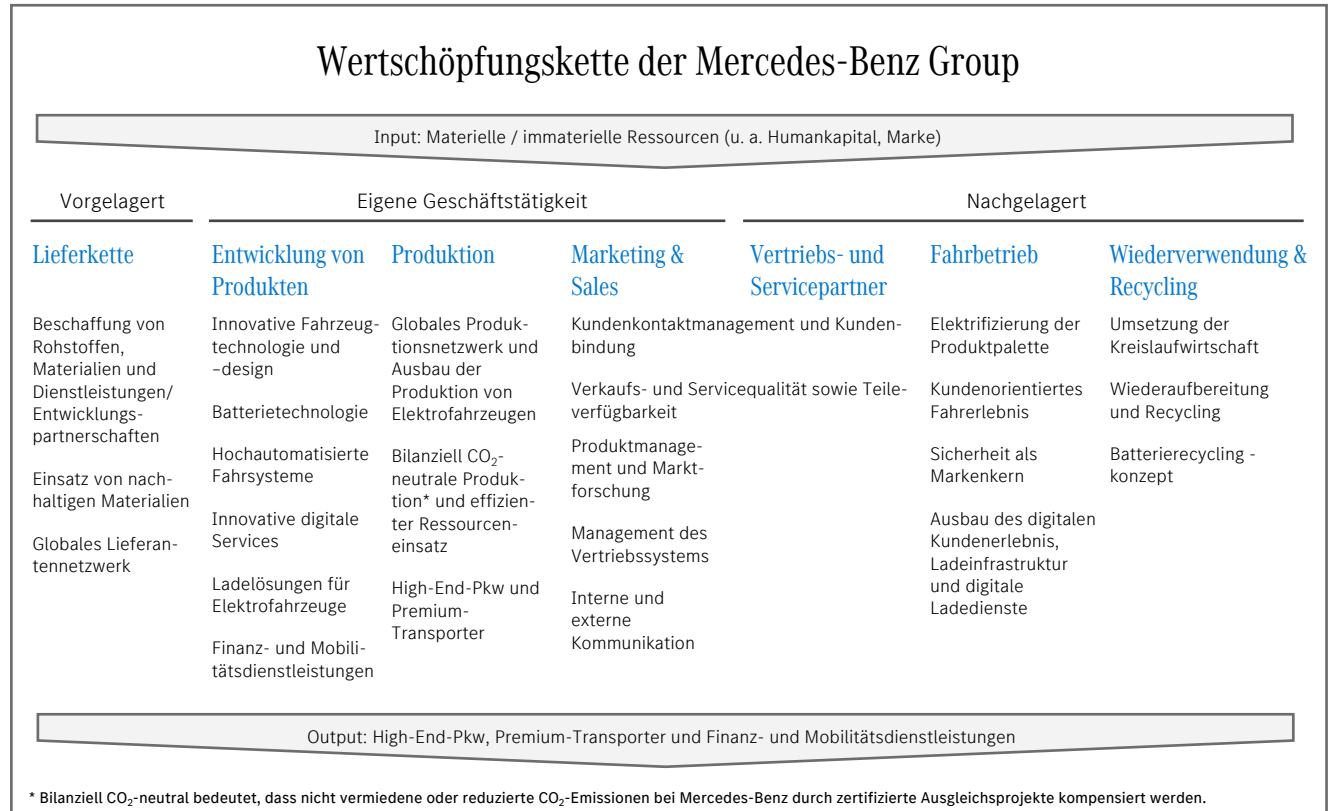 Wertschöpfungskette der Mercedes-Benz Group
Input: Materielle / immaterielle Ressourcen (u. a. Humankapital, Marke)
Vorgelagert
Eigene Geschäftstätigkeit
Nachgelagert
Lieferkette
Beschaffung von
Rohstoffen,
Materialien und
Dienstleistungen/
Entwicklungs-
partnerschaften
Einsatz von nach-
haltigen Materialien
Globales Lieferan-
tennetzwerk
Entwicklung von
Produkten
Innovative Fahrzeug-
technologie und
–design
Batterietechnologie
Hochautomatisierte
Fahrsysteme
Innovative digitale
Services
Ladelösungen für
Elektrofahrzeuge
Finanz- und Mobili-
tätsdienstleistungen
Produktion
Globales Produk-
tionsnetzwerk und
Ausbau der
Produktion von
Elektrofahrzeugen
Bilanziell CO₂-
neutrale Produk-
tion* und effizien-
ter Ressourcen-
einsatz
High-End-Pkw und
Premium-
Transporter
Marketing &
Sales
Vertriebs- und
Servicepartner
Kundenkontaktmanagement und Kunden-
bindung
Verkaufs- und Servicequalität sowie Teile-
verfügbarkeit
Produktmanage-
ment und Markt-
forschung
Management des
Vertriebssystems
Interne und
externe
Kommunikation
Fahrbetrieb
Elektrifizierung der
Produktpalette
Kundenorientiertes
Fahrerlebnis
Sicherheit als
Markenkern
Ausbau des digitalen
Kundenerlebnis,
Ladeinfrastruktur
und digitale
Ladedienste
Wiederverwendung &
Recycling
Umsetzung der
Kreislaufwirtschaft
Wiederaufbereitung
und Recycling
Batterierecycling -
konzept
Output: High-End-Pkw, Premium-Transporter und Finanz- und Mobilitätsdienstleistungen
* Bilanziell CO₂-neutral bedeutet, dass nicht vermiedene oder reduzierte CO₂-Emissionen bei Mercedes-Benz durch zertifizierte Ausgleichsprojekte kompensiert werden.